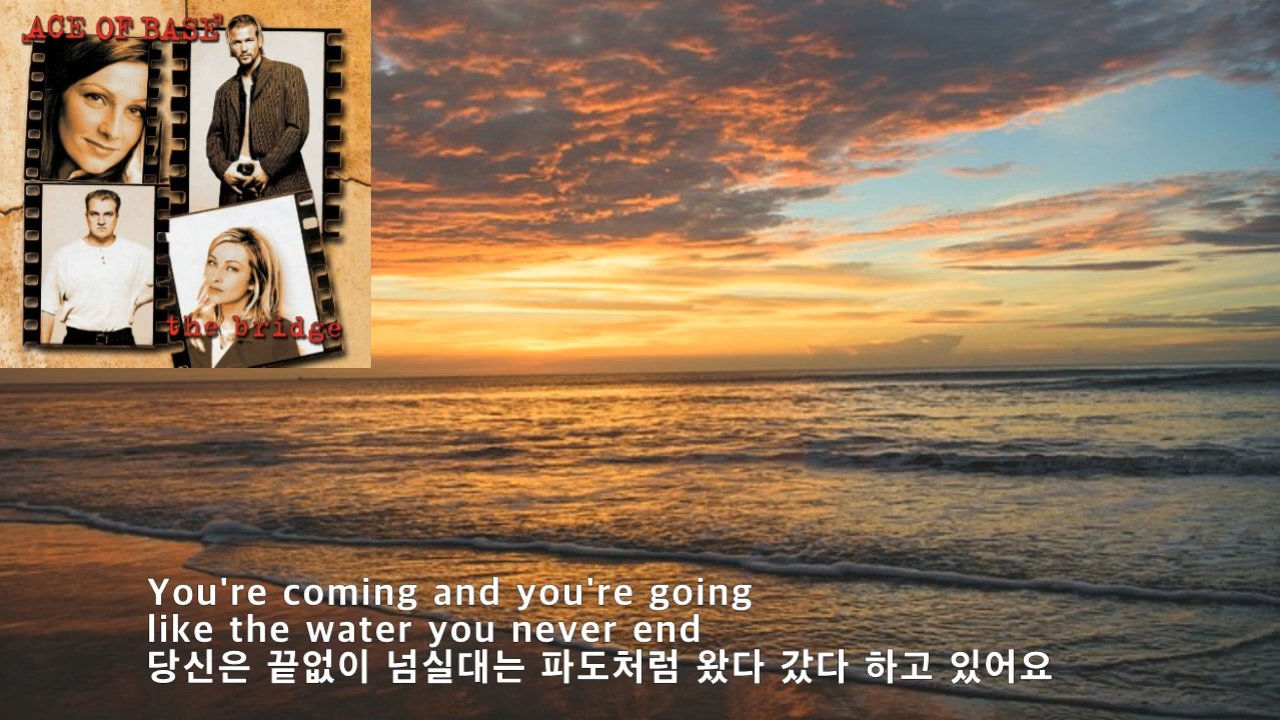 ACE OF BASE
the bridge
You're coming and you're going
like the water you never end
당신은 끝없이 넘실대는 파도처럼 왔다 갔다 하고 있어요